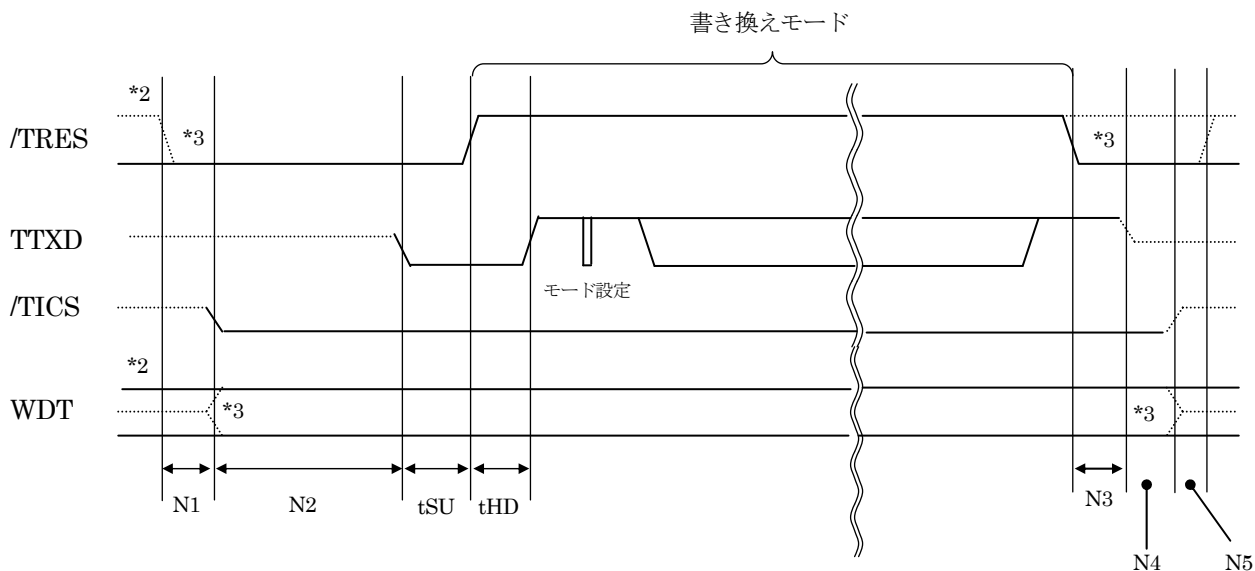 書き換えモード
*2
/TRES
*3
*3
TTXD
モード設定
/TICS
*2
WDT
*3
*3
N1
N2
tSU
tHD
N3
N4
N5